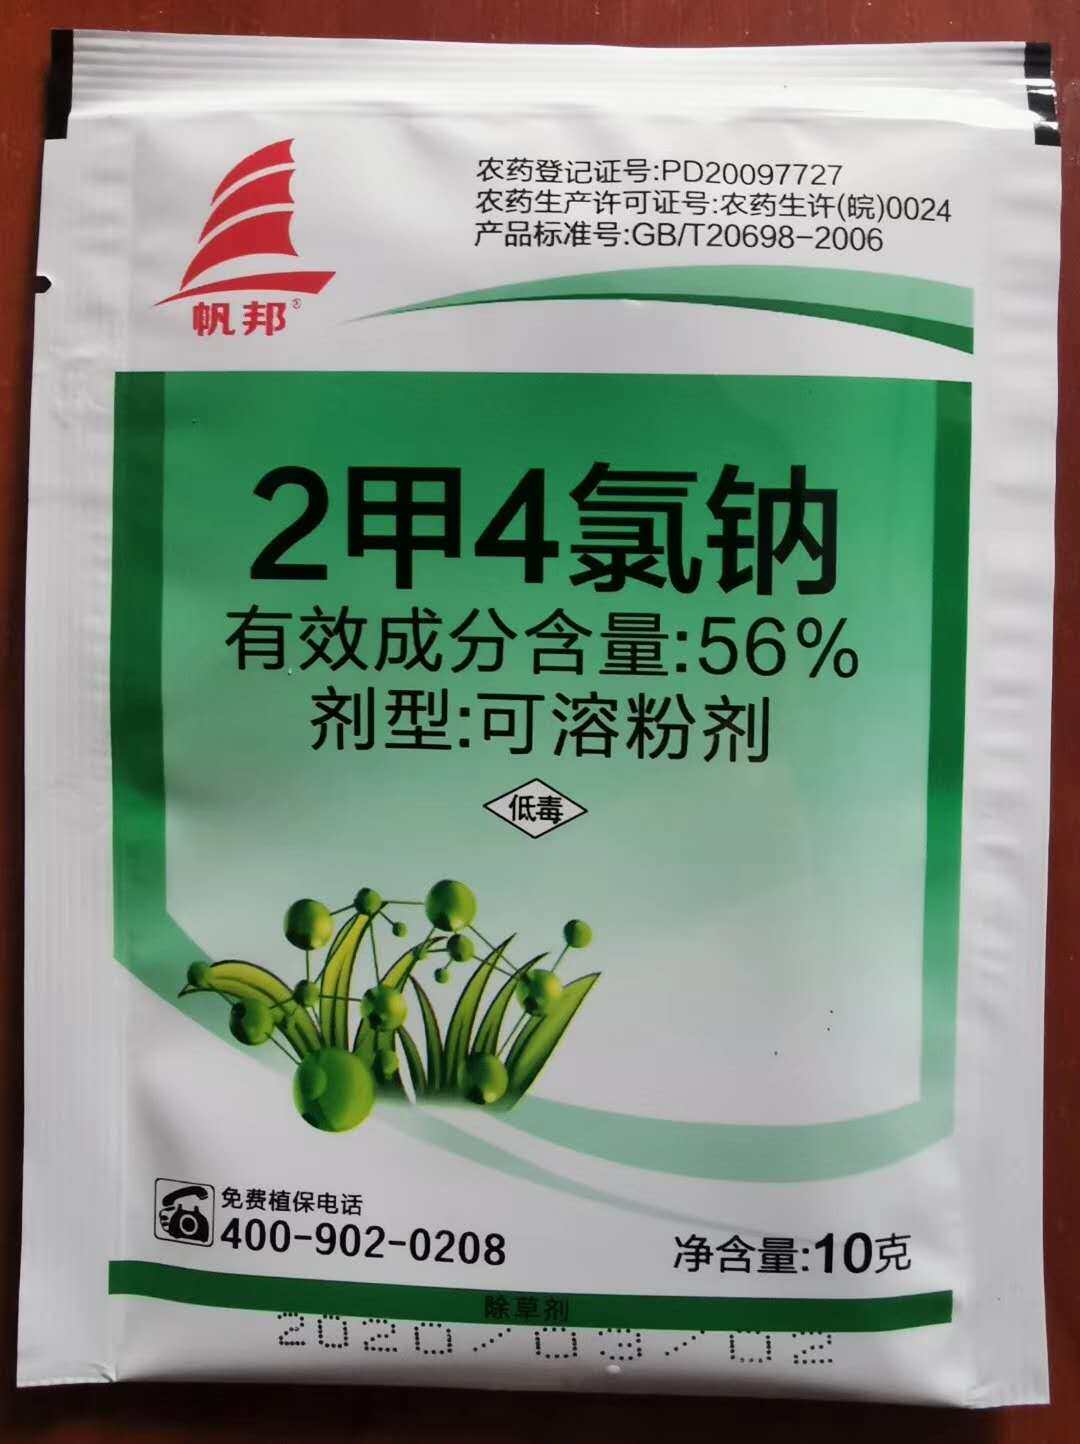 农药登记证号:PD20097727
农药生产许可证号:农药生许(皖)0024
产品标准号:GB/T20698-2006
帆邦®
2甲4氯钠
有效成分含量:56%
剂型:可溶粉剂
低毒
免费植保电话
400-902-0208
净含量:10克
除草剂
2020/03/02